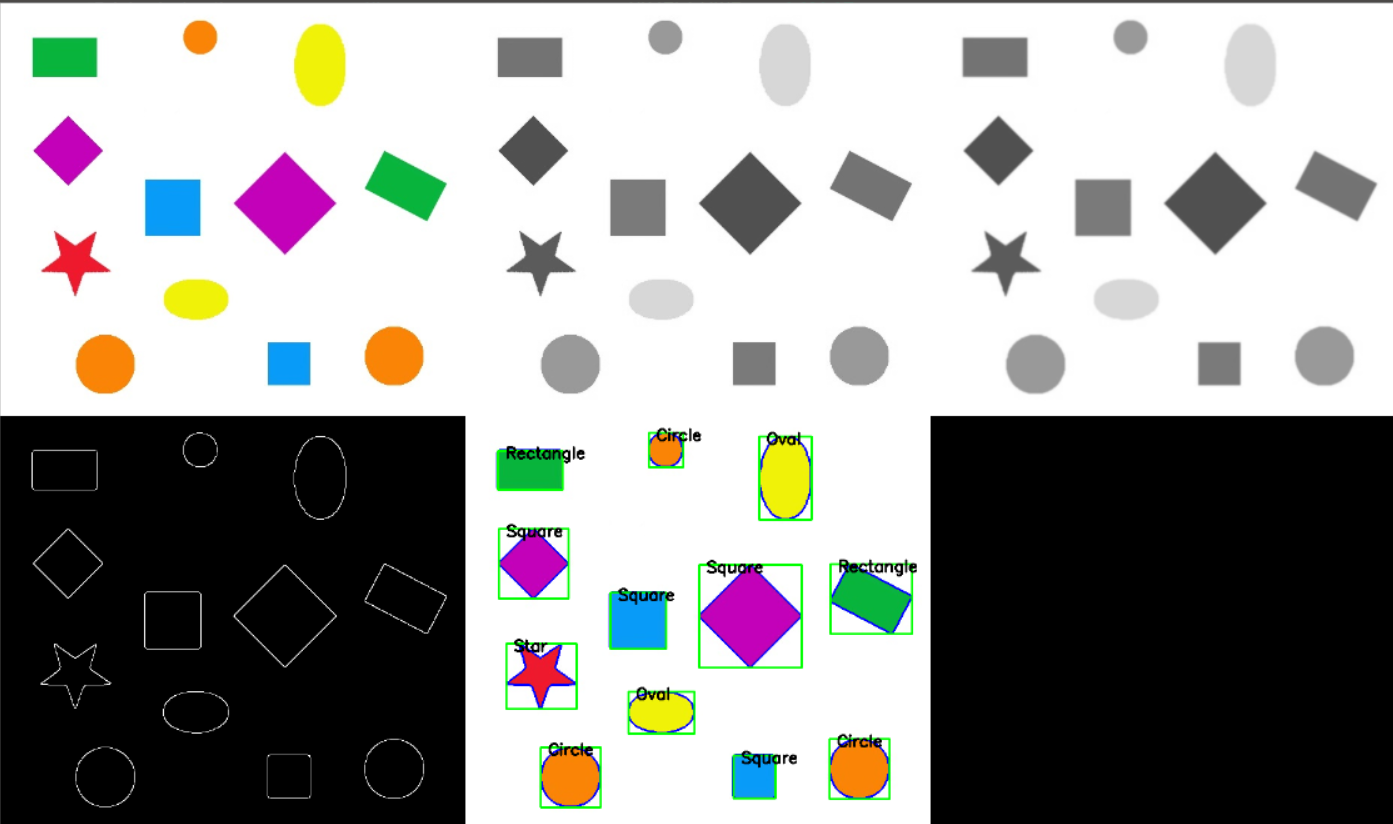 Circle
Oval
Rectangle
Square
Square
Rectangle
Square
Star
Oval
Circle
Circle
Square